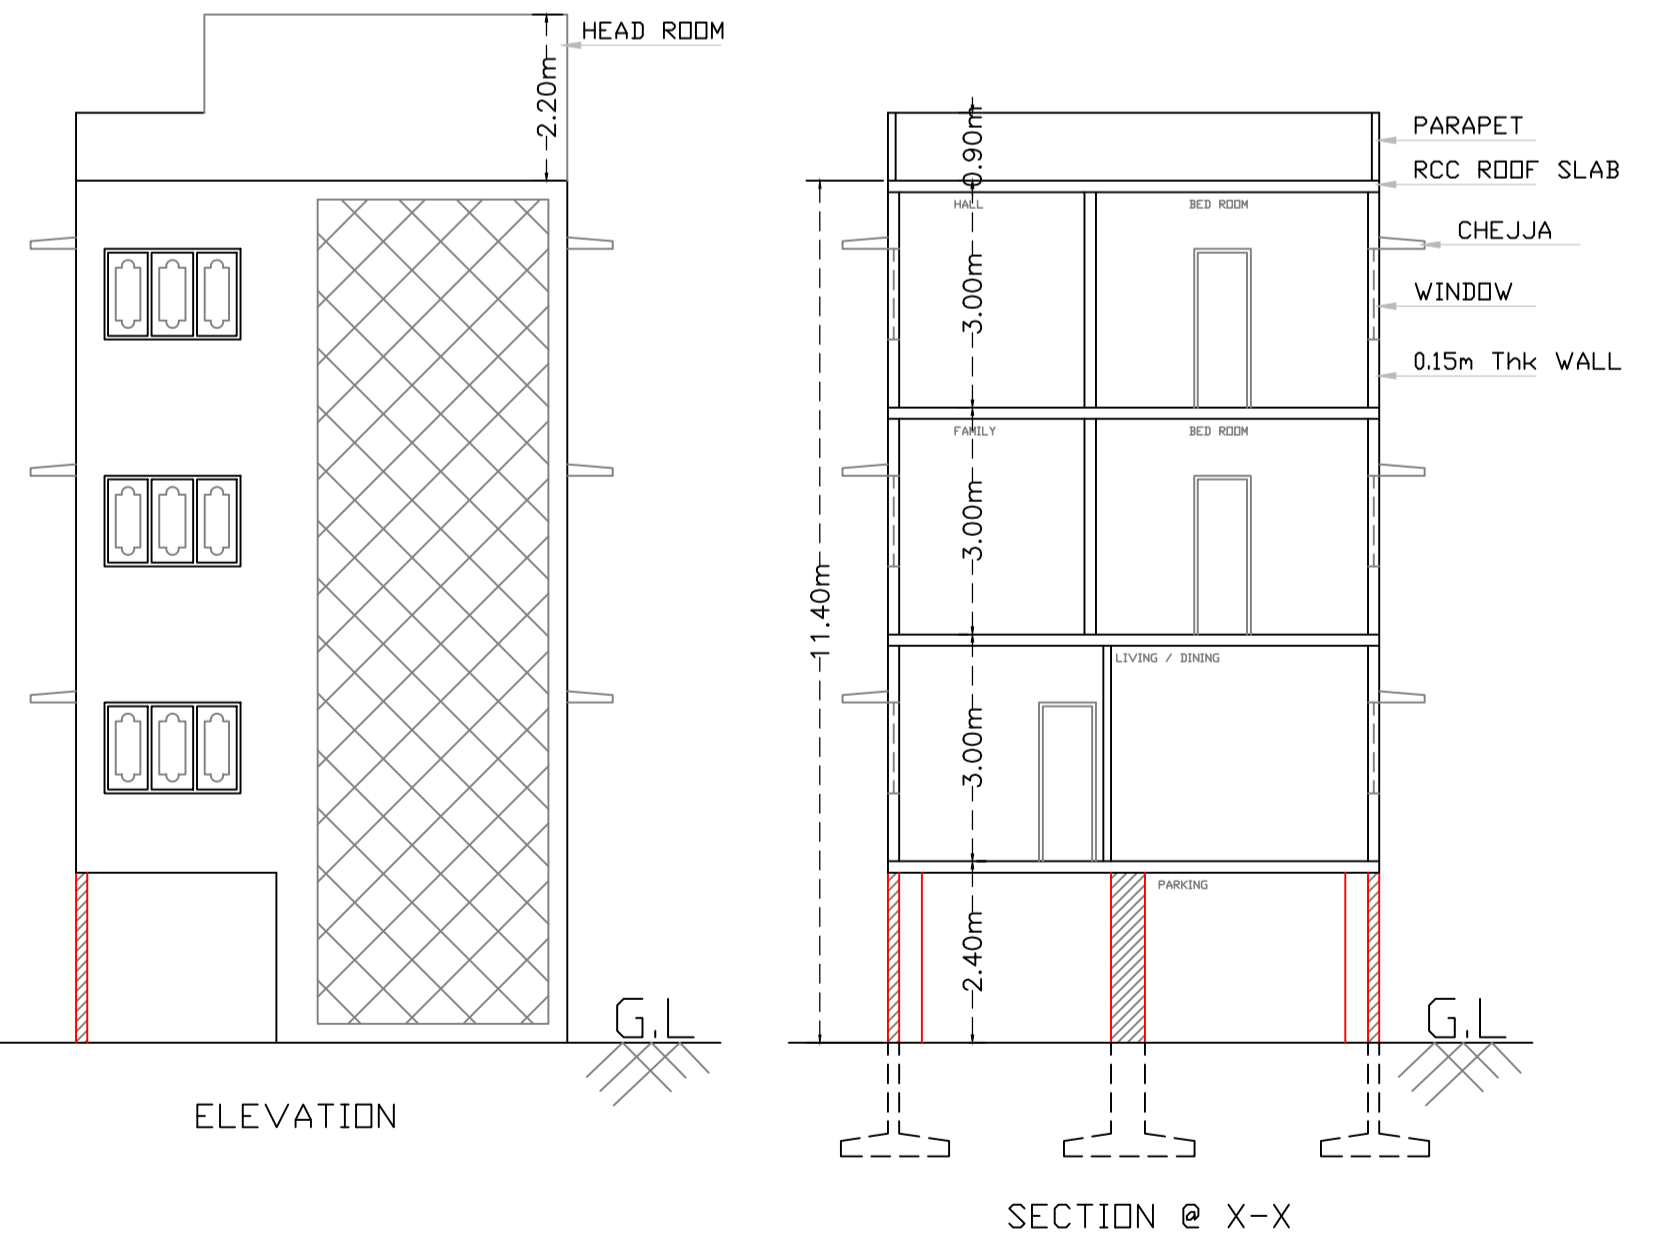 HEAD ROOM
2.20m
0.90m
PARAPET
RCC ROOF SLAB
HALL
BED ROOM
CHEJJA
3.00m
WINDOW
0.15m Thk WALL
FAMILY
BED ROOM
3.00m
11.40m
LIVING / DINING
3.00m
PARKING
2.40m
G.L
G.L
ELEVATION
SECTION @ X-X